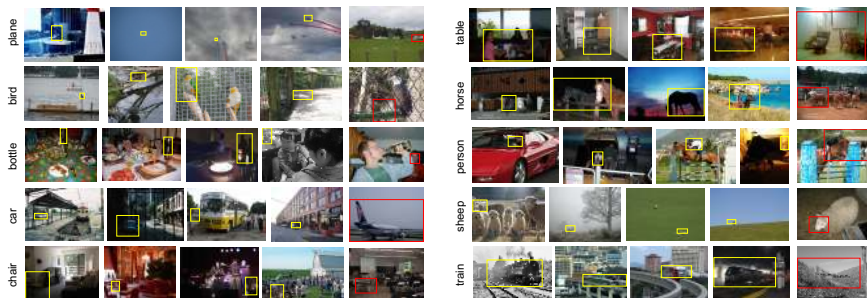 plane
bird
bottle
car
chair
table
horse
person
sheep
train